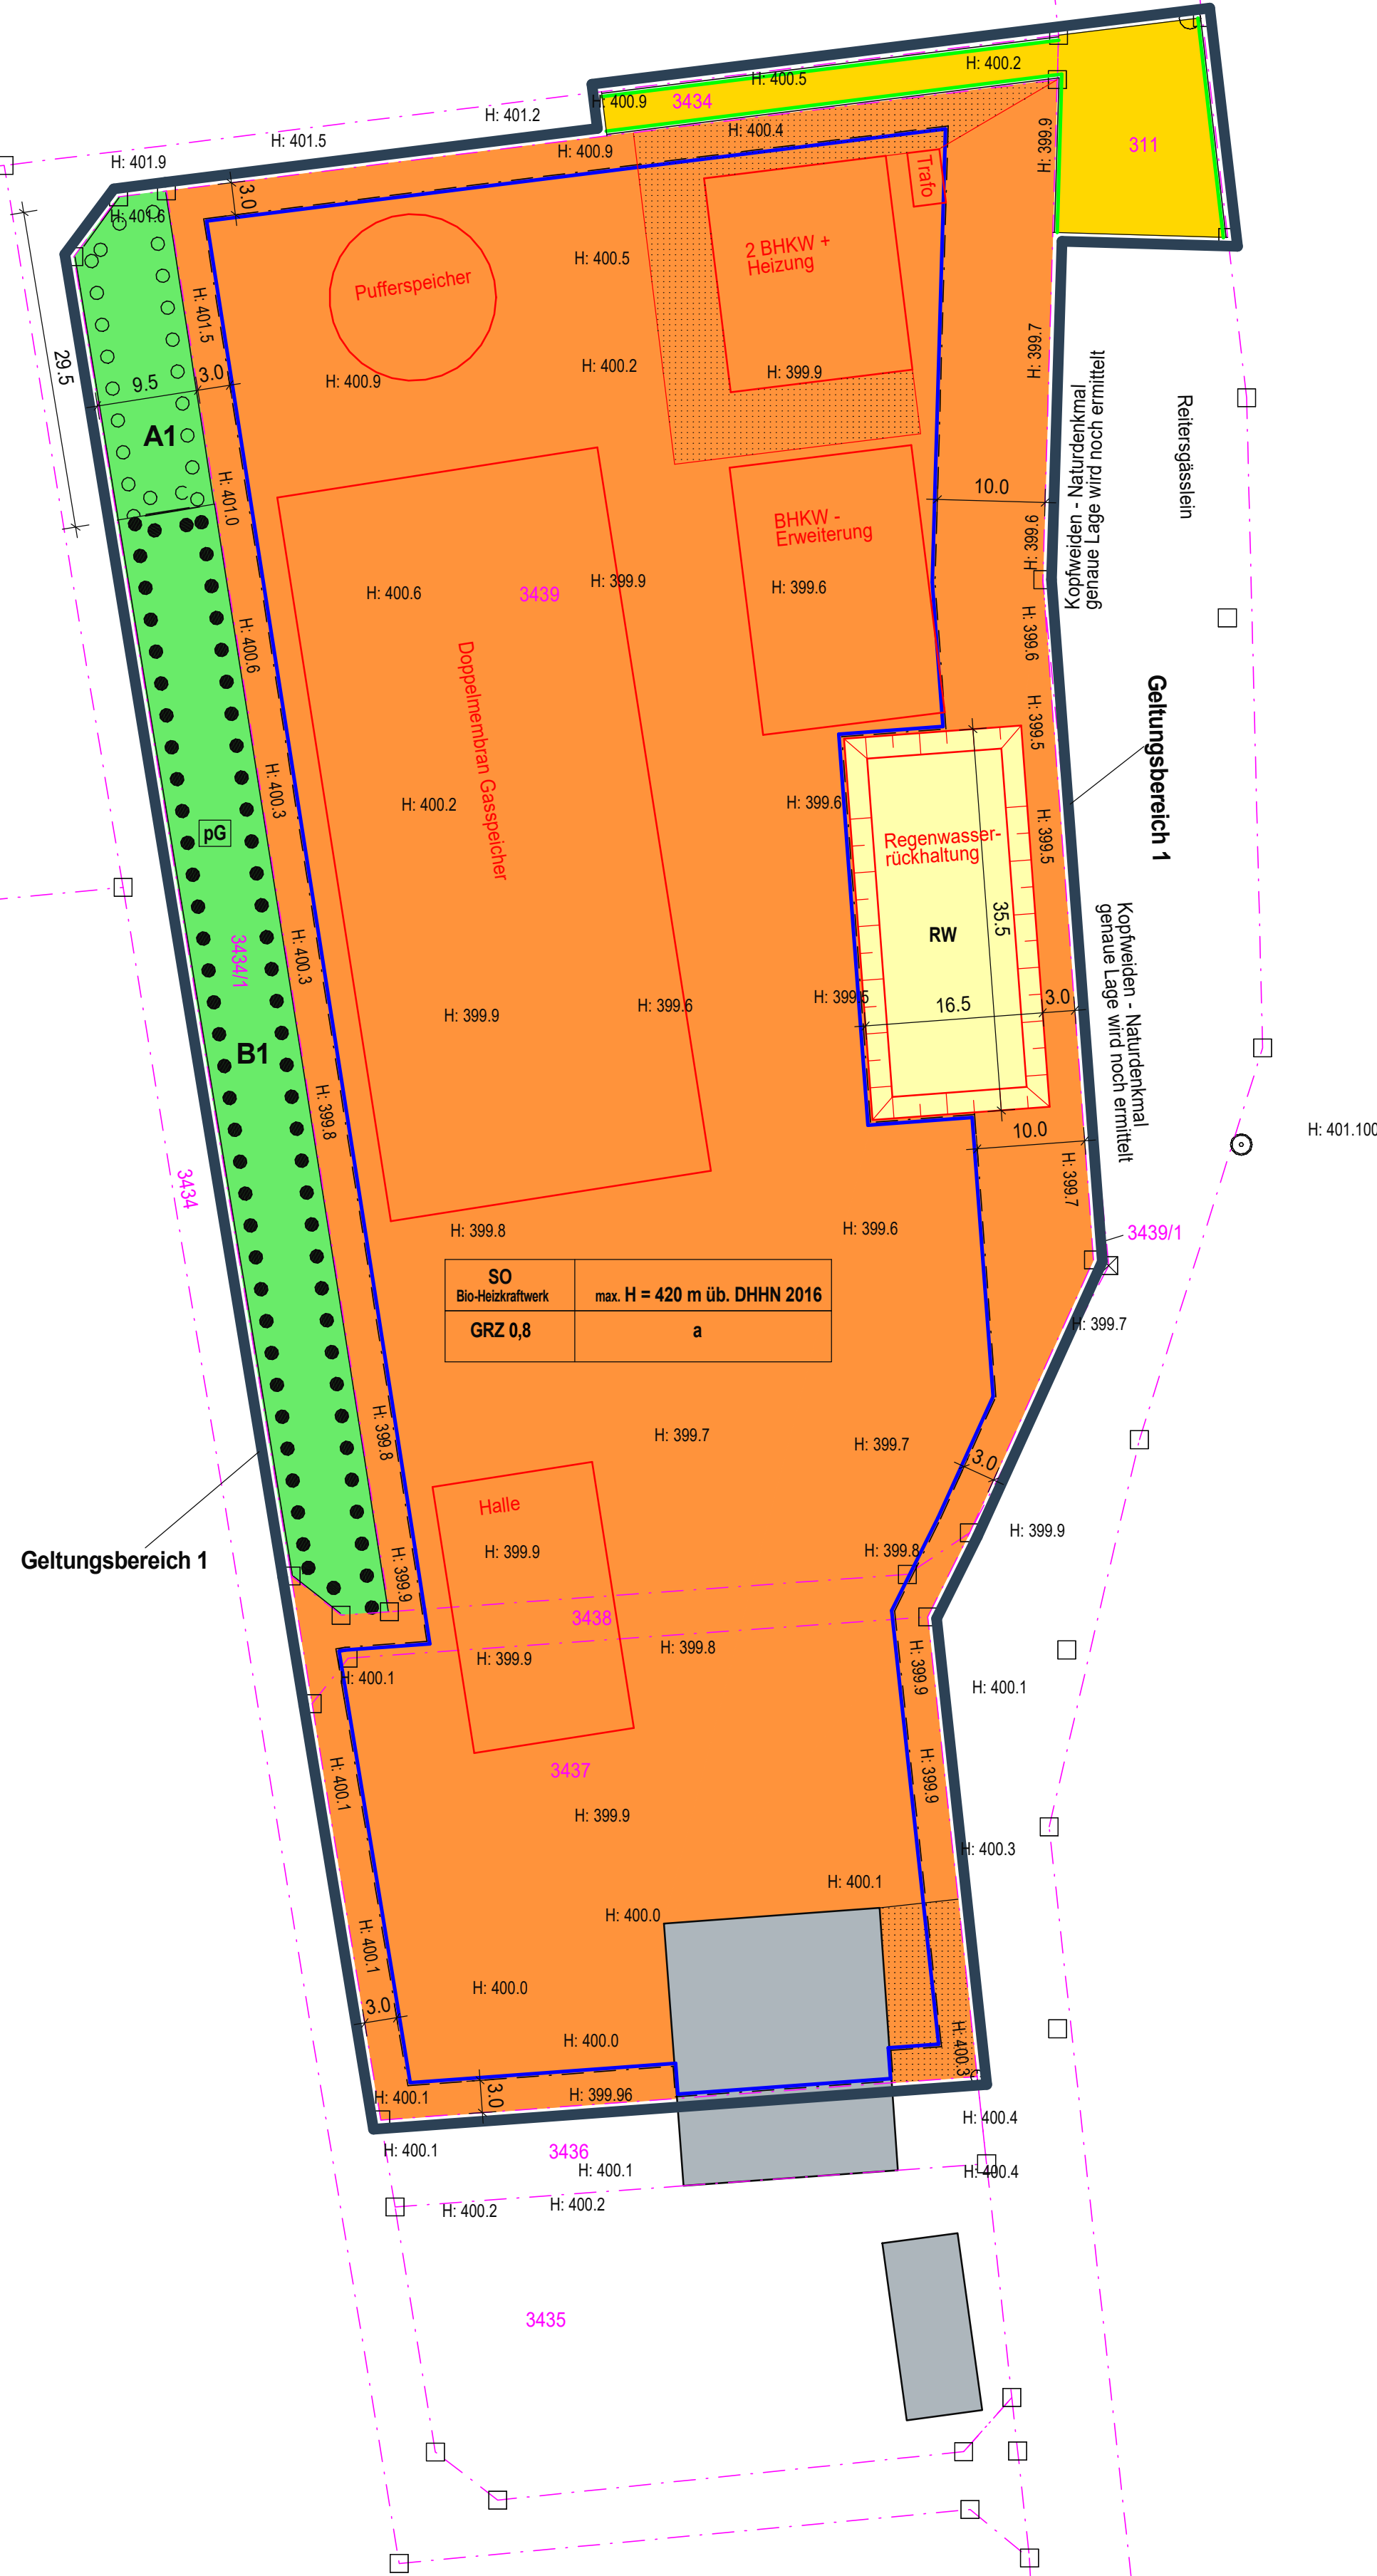 H: 400.2
H: 400.5
H: 400.9
3434
H: 401.2
H: 400.4
H: 401.5
H: 400.9
H: 401.9
H: 399.9
311
3.0
Trafo
H: 401.6
2 BHKW +
Heizung
H: 400.5
Pufferspeicher
H: 401.5
H: 399.7
29.5
9.5
3.0
H: 400.9
H: 400.2
H: 399.9
Kopfweiden - Naturdenkmal
genaue Lage wird noch ermittelt
Reitersgässlein
A1
H: 401.0
10.0
BHKW -
Erweiterung
H: 399.6
H: 400.6
3439
H: 399.9
H: 399.6
H: 400.6
H: 399.6
Doppelmembran Gasspeicher
Geltungsbereich 1
H: 399.5
H: 400.3
H: 400.2
H: 399.6
pG
Regenwasser-
rückhaltung
H: 399.5
35.5
RW
3434/1
H: 400.3
Kopfweiden - Naturdenkmal
genaue Lage wird noch ermittelt
H: 399.9
H: 399.6
H: 399.5
16.5
3.0
B1
H: 399.8
10.0
H: 401.100
H: 399.7
3434
H: 399.8
H: 399.6
3439/1
SO
Bio-Heizkraftwerk
max. H = 420 m üb. DHHN 2016
GRZ 0,8
a
H: 399.7
H: 399.8
H: 399.7
H: 399.7
3.0
Halle
H: 399.9
H: 399.9
H: 399.8
Geltungsbereich 1
H: 399.9
3438
H: 399.9
H: 399.8
H: 399.9
H: 400.1
H: 400.1
3437
H: 400.1
H: 399.9
H: 399.9
H: 400.3
H: 400.1
H: 400.0
H: 400.1
H: 400.0
3.0
H: 400.0
H: 400.3
H: 400.1
3.0
H: 399.96
H: 400.4
H: 400.1
3436
H: 400.1
H: 400.4
H: 400.2
H: 400.2
3435